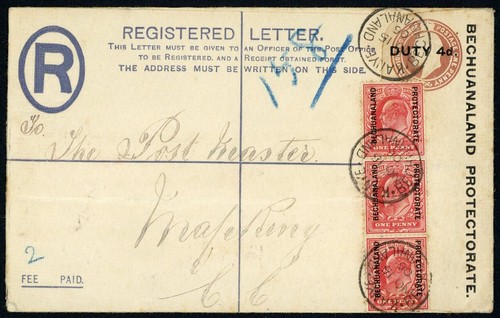 REGISTERED LETTER.
THIS LETTER MUST BE GIVEN TO AN OFFICER OF THE POST OFFICE
TO BE REGISTERED, AND A RECEIPT OBTAINED FOR IT.
THE ADDRESS MUST BE WRITTEN ON THIS SIDE.
R
DUTY 4d.
BECHUANALAND PROTECTORATE.
To.
The Post Master
Mafeking
C C
2
FEE PAID.
BECHUANALAND PROTECTORATE
ONE PENNY
BECHUANALAND PROTECTORATE
ONE PENNY
BECHUANALAND PROTECTORATE
ONE PENNY